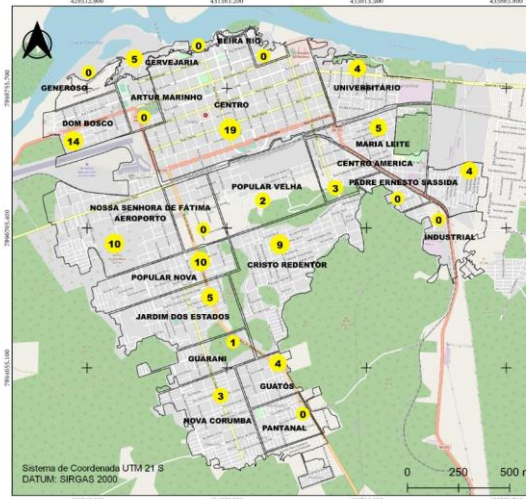 BEIRA RIO
0
5
CERVEJARIA
0
0
GENEROSO
4
UNIVERSITÁRIO
ARTUR MARINHO
CENTRO
0
DOM BOSCO
19
5
14
MARIA LEITE
CENTRO AMÉRICA
4
POPULAR VELHA
3
PADRE ERNESTO SASSIDA
2
0
NOSSA SENHORA DE FÁTIMA
AEROPORTO
0
0
INDUSTRIAL
10
9
10
CRISTO REDENTOR
POPULAR NOVA
5
JARDIM DOS ESTADOS
1
GUARANI
4
GUATÓS
3
0
NOVA CORUMBA
PANTANAL
Sistema de Coordenada UTM 21 S
DATUM: SIRGAS 2000
0 250 500 m